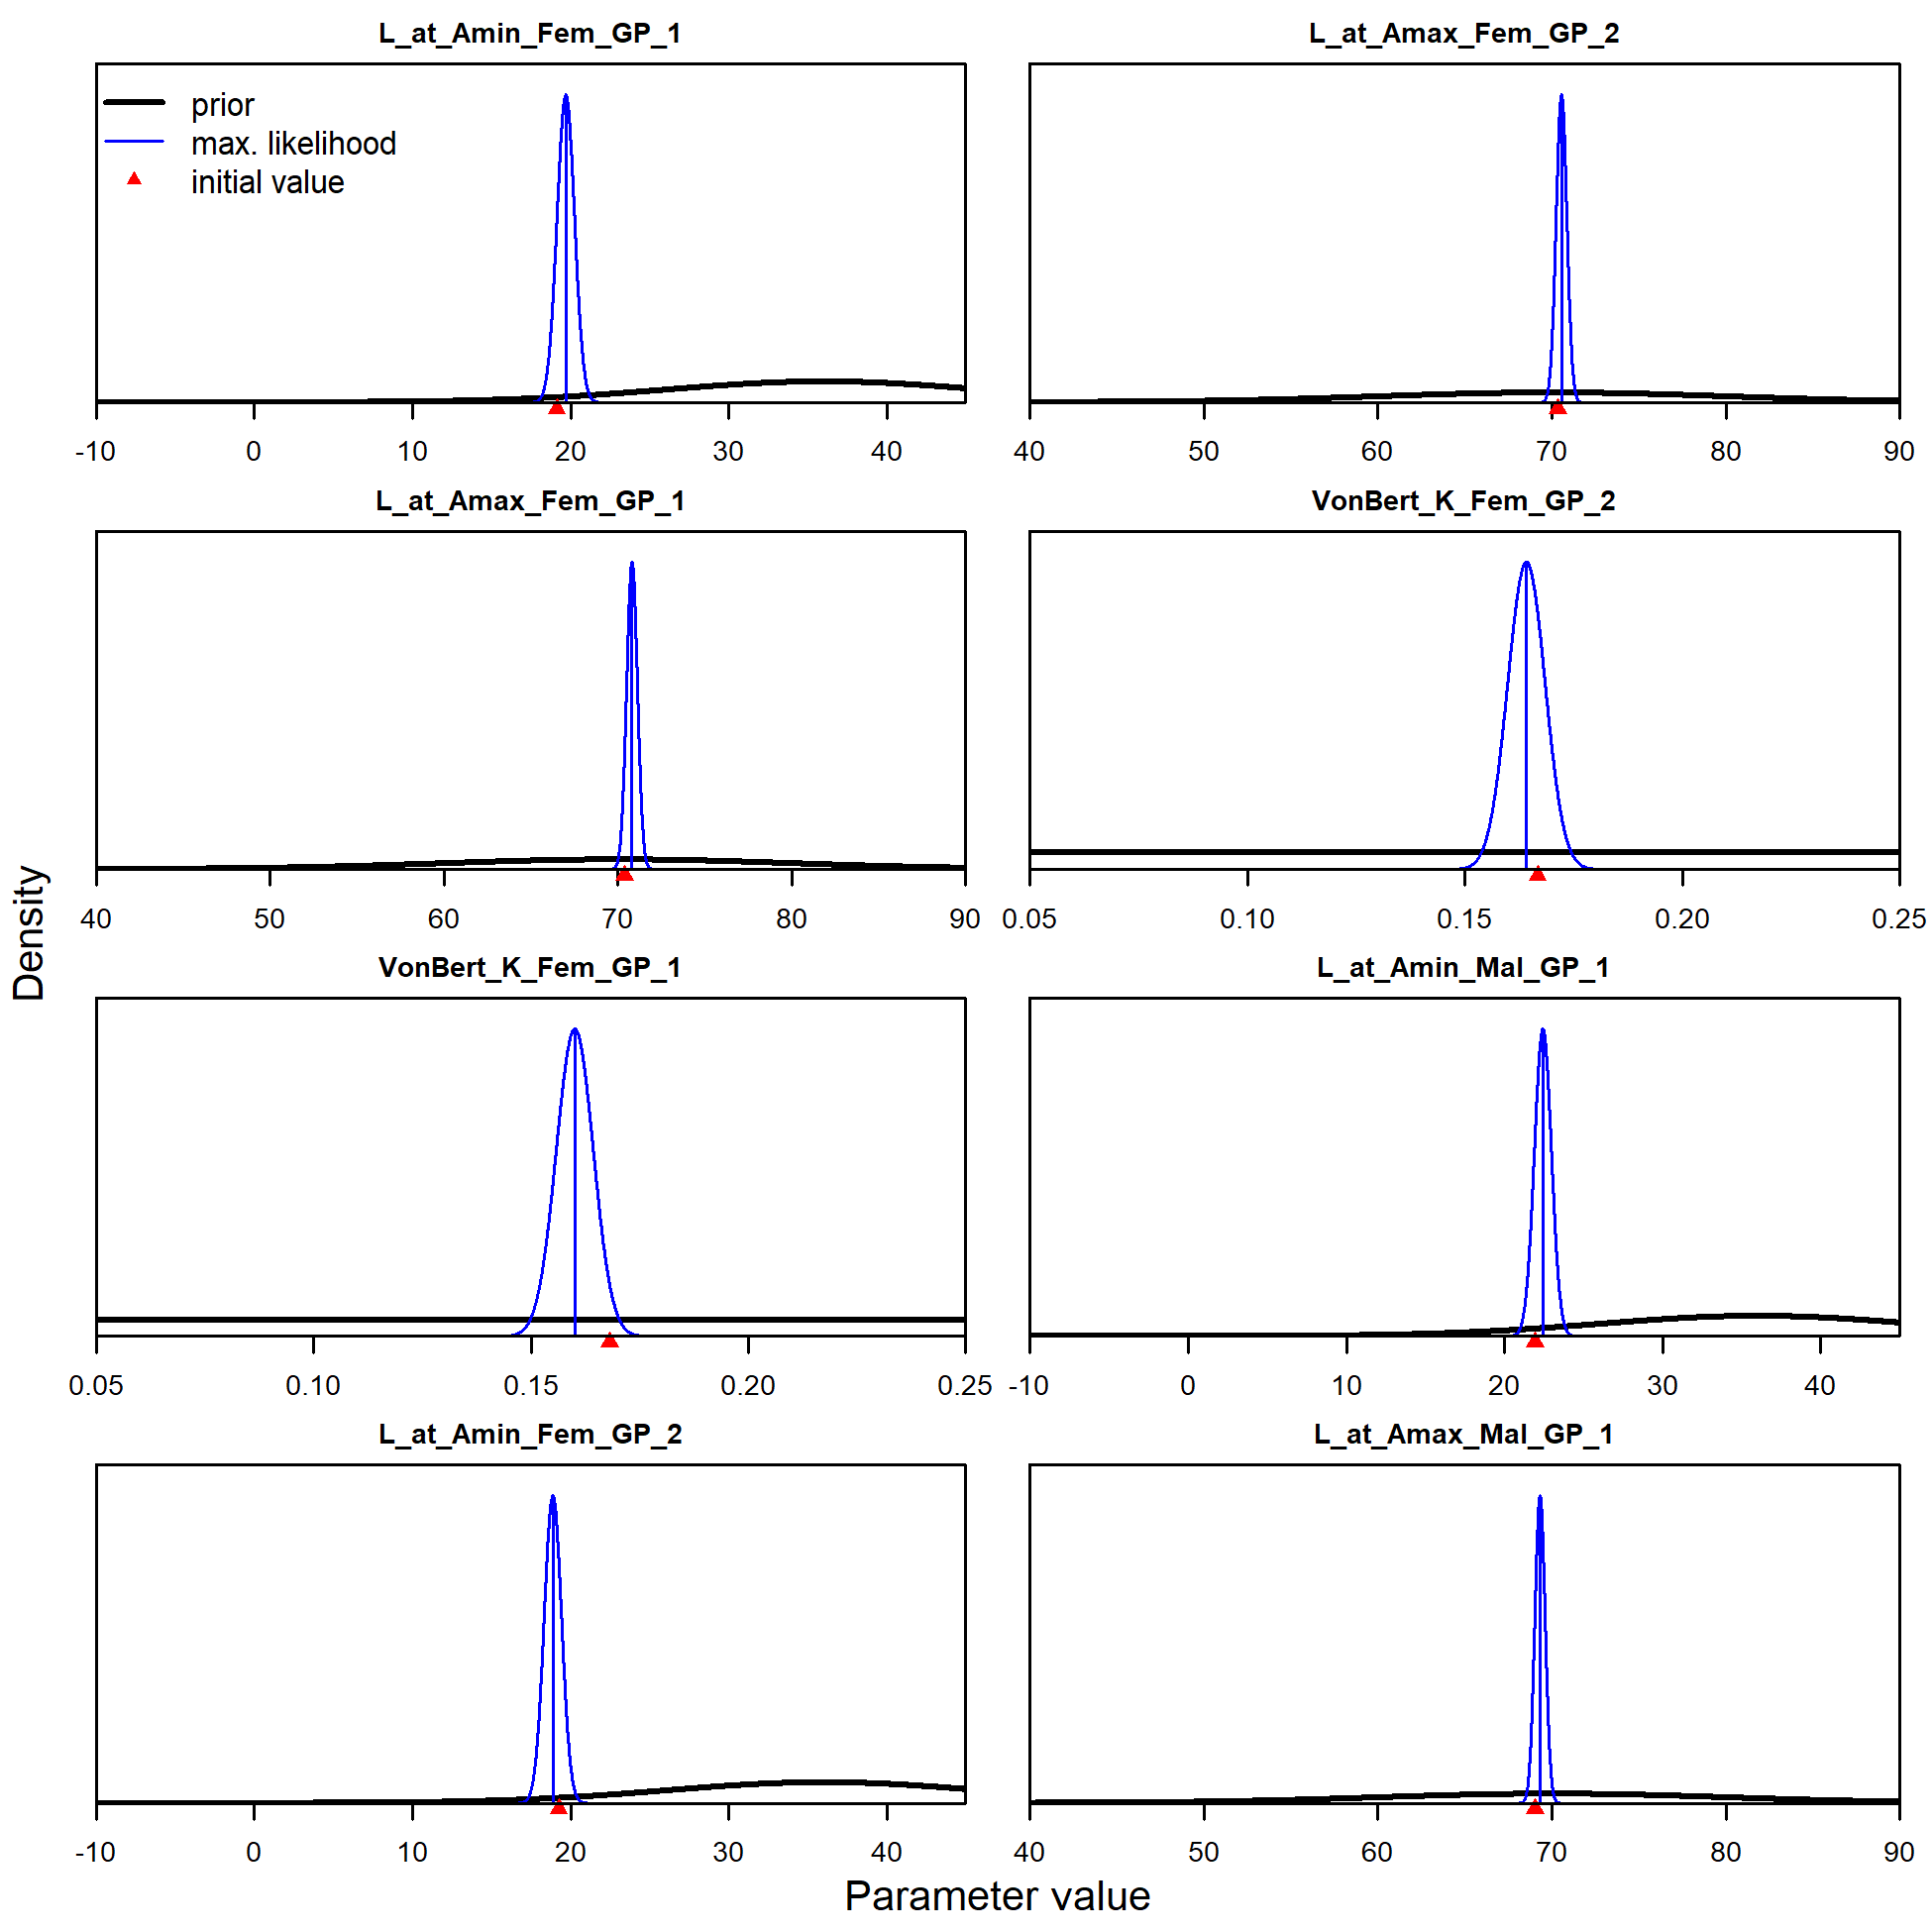 L_at_Amin_Fem_GP_1
prior
max. likelihood
initial value
-10 0 10 20 30 40
L_at_Amax_Fem_GP_2
40 50 60 70 80 90
L_at_Amax_Fem_GP_1
40 50 60 70 80 90
VonBert_K_Fem_GP_2
0.05 0.10 0.15 0.20 0.25
VonBert_K_Fem_GP_1
0.05 0.10 0.15 0.20 0.25
L_at_Amin_Mal_GP_1
-10 0 10 20 30 40
L_at_Amin_Fem_GP_2
-10 0 10 20 30 40
L_at_Amax_Mal_GP_1
40 50 60 70 80 90
Density
Parameter value